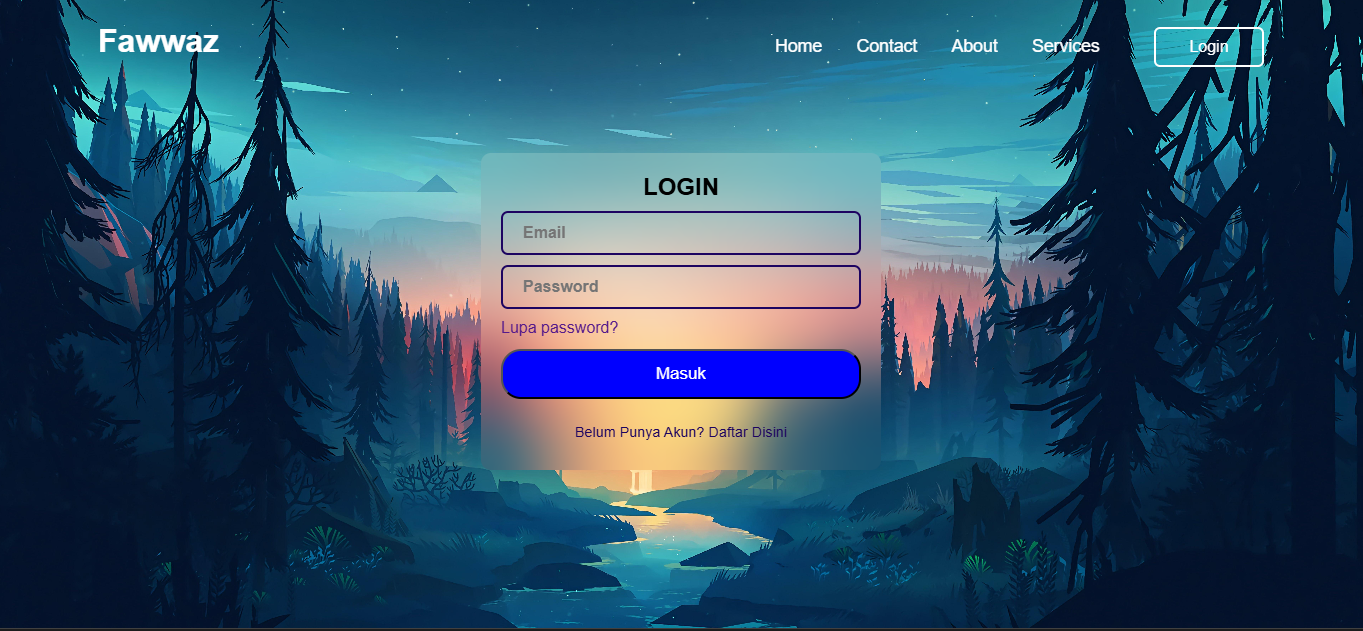 Fawwaz
Home Contact About Services Login
LOGIN
Email
Password
Lupa password?
Masuk
Belum Punya Akun? Daftar Disini